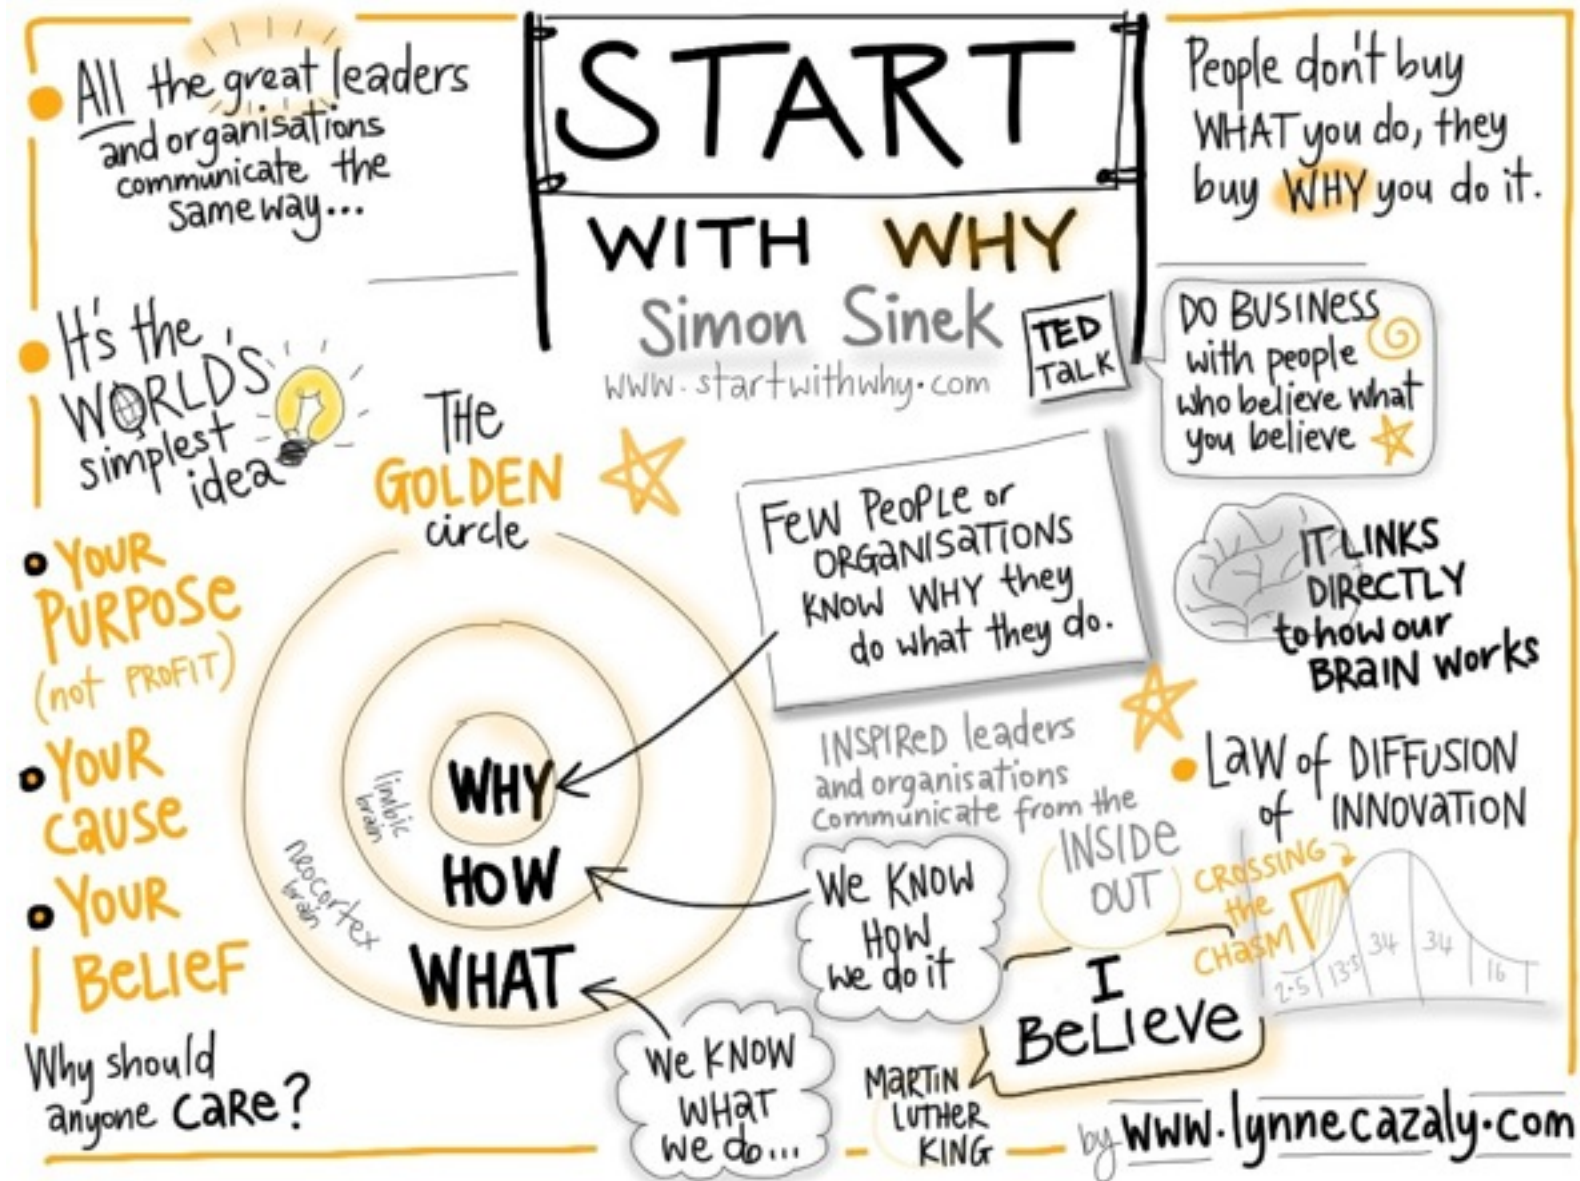 START
WITH WHY
Simon Sinek
www.startwithwhy.com
TED
TALK
All the great leaders
and organisations
communicate the
same way...
It's the
WORLD'S
simplest
idea
YOUR
PURPOSE
(not PROFIT)
YOUR
CAUSE
YOUR
BELIEF
Why should
anyone CARE?
THE
GOLDEN
circle
WHY
limbic
brain
HOW
neocortex
brain
WHAT
FEW PEOPLE or
ORGANISATIONS
KNOW WHY they
do what they do.
INSPIRED leaders
and organisations
communicate from the
INSIDE
OUT
We KNOW
HOW
we do it
We KNOW
WHAT
we do...
I
BELIEVE
MARTIN
LUTHER
KING
People don't buy
WHAT you do, they
buy WHY you do it.
DO BUSINESS
with people
who believe what
you believe
IT LINKS
DIRECTLY
to how our
BRAIN works
LAW of DIFFUSION
of INNOVATION
CROSSING
the
CHASM
2.5 13.5 34 34 16
by www.lynnecazaly.com